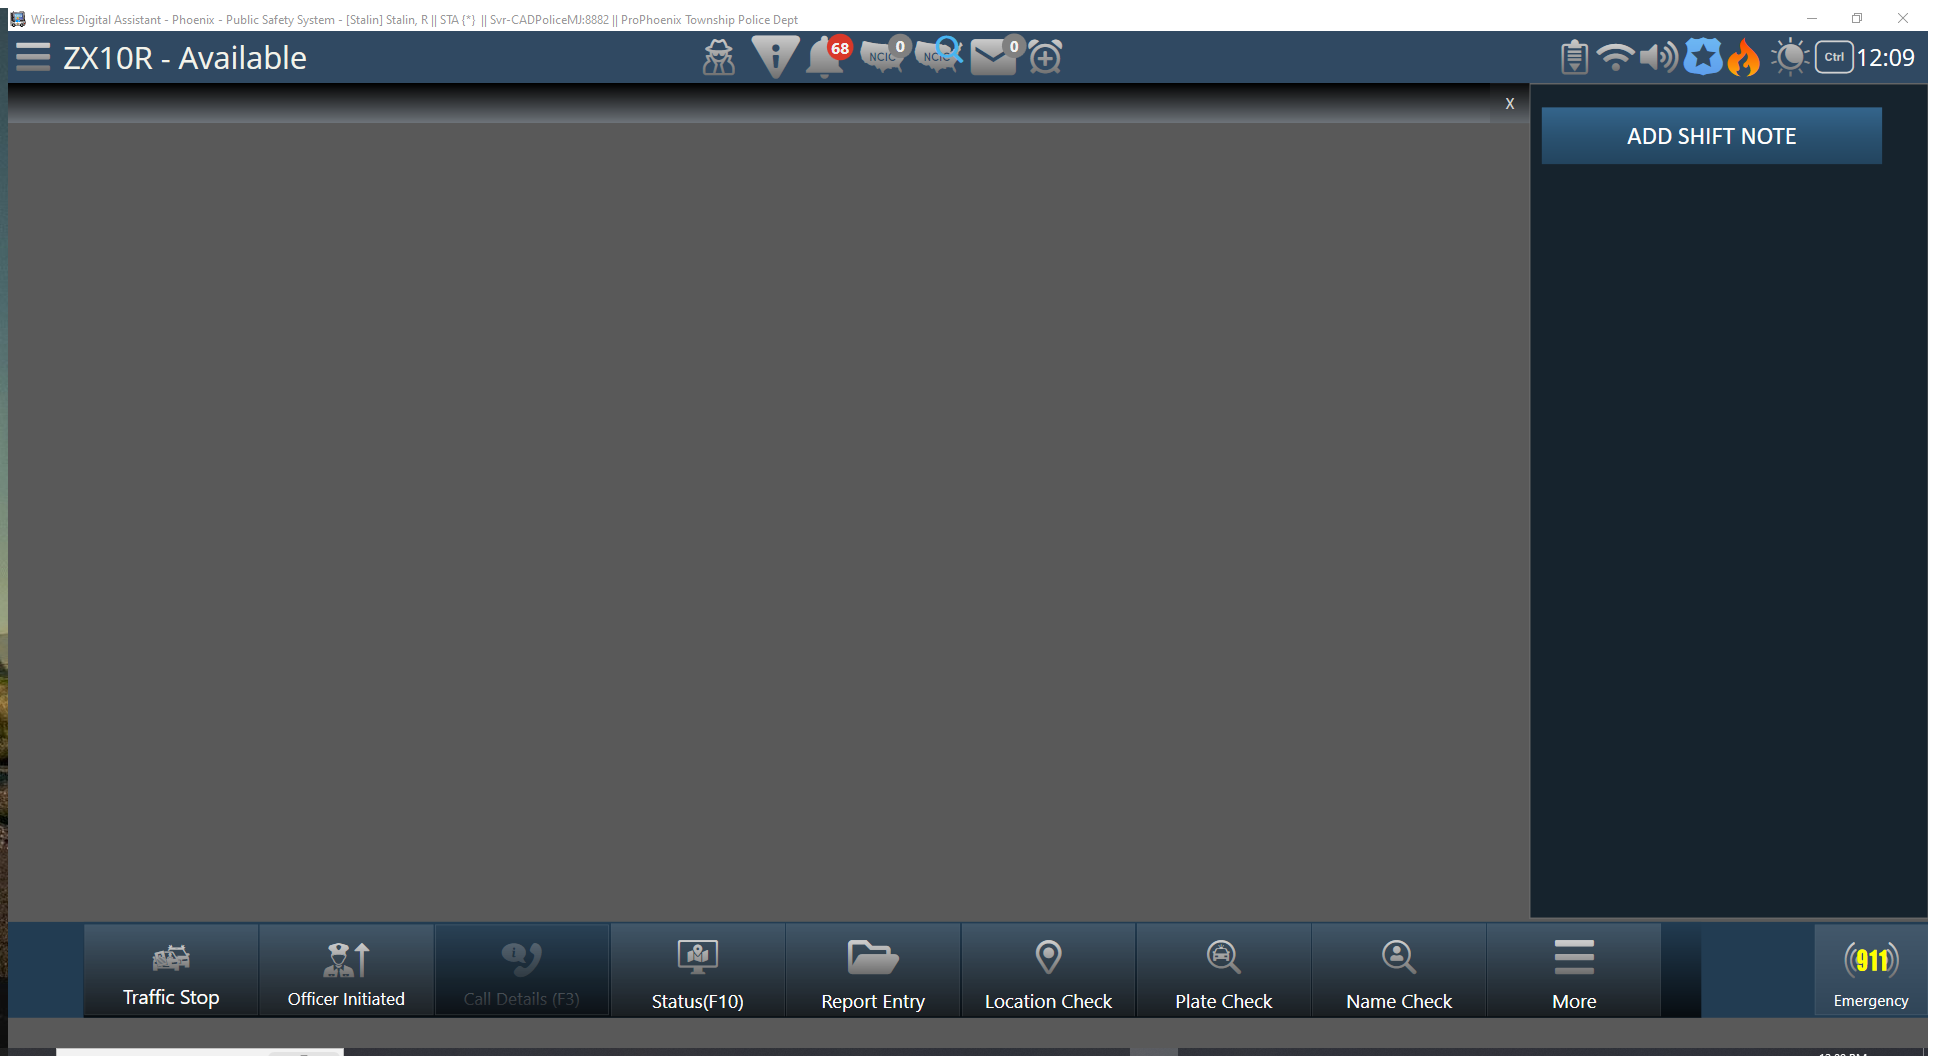 Wireless Digital Assistant - Phoenix - Public Safety System - [Stalin] Stalin, R || STA {*} || Svr-CADPoliceMJ:8882 || ProPhoenix Township Police Dept
ZX10R - Available
68
NCIC 0
NCIC
0
Ctrl
12:09
X
ADD SHIFT NOTE
Traffic Stop
Officer Initiated
Call Details (F3)
Status(F10)
Report Entry
Location Check
Plate Check
Name Check
More
911
Emergency